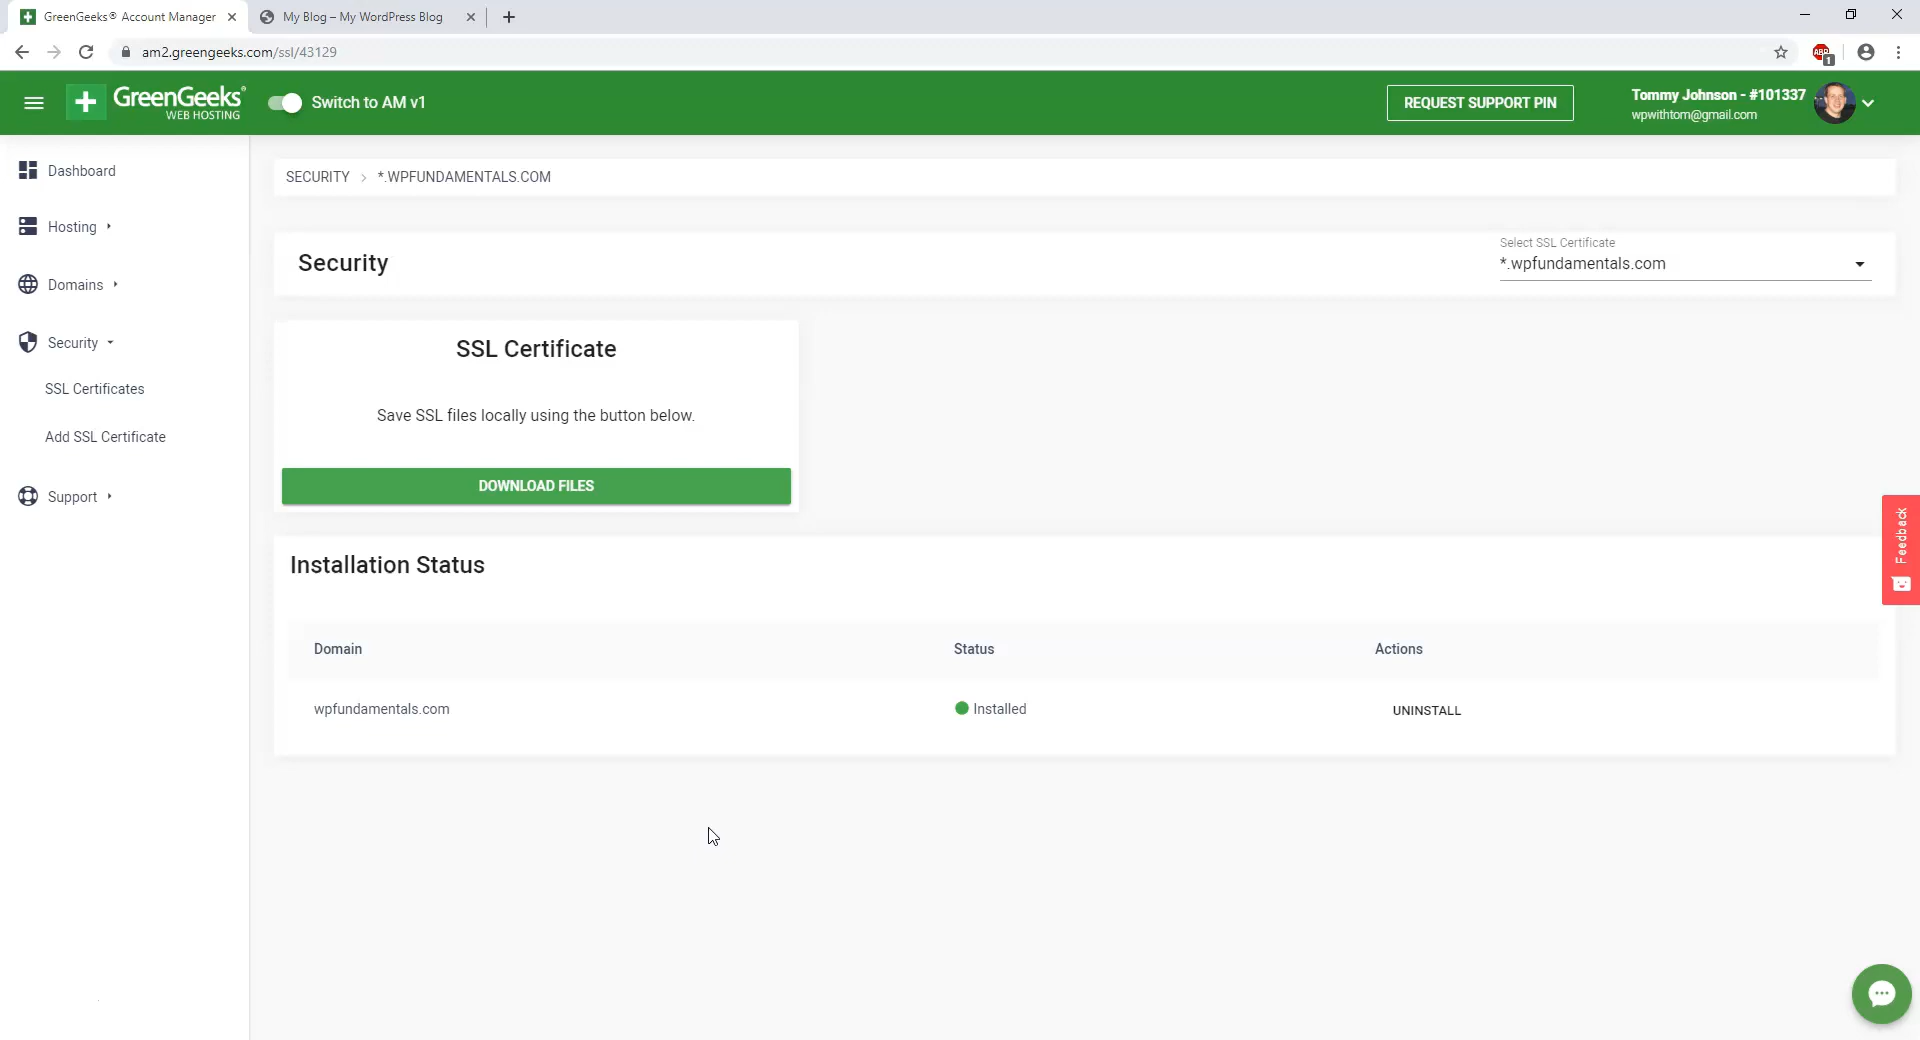 GreenGeeks® Account Manager
My Blog – My WordPress Blog
am2.greengeeks.com/ssl/43129
ABP
1
GreenGeeks®
WEB HOSTING
Switch to AM v1
REQUEST SUPPORT PIN
Tommy Johnson - #101337
wpwithtom@gmail.com
Dashboard
Hosting
Domains
Security
SSL Certificates
Add SSL Certificate
Support
SECURITY > *.WPFUNDAMENTALS.COM
Security
Select SSL Certificate
*.wpfundamentals.com
SSL Certificate
Save SSL files locally using the button below.
DOWNLOAD FILES
Installation Status
Domain Status Actions
wpfundamentals.com Installed UNINSTALL
Feedback